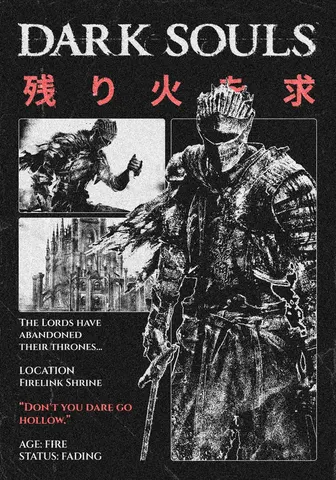 DARK SOULS
残り火 求
The Lords have
abandoned
their thrones...
LOCATION
Firelink Shrine
“Don't you dare go
hollow.”
AGE: FIRE
STATUS: FADING